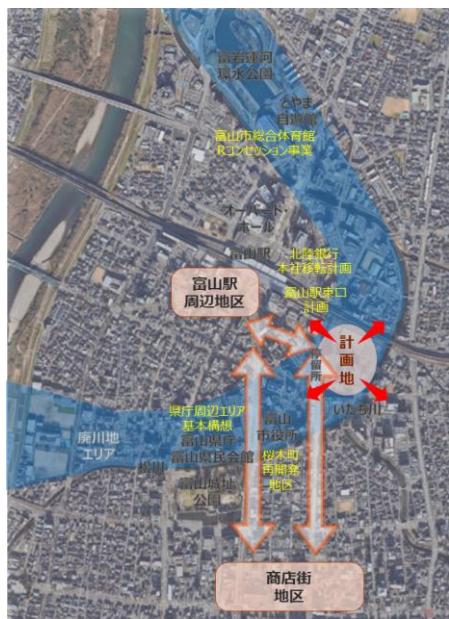 富岩運河
環水公園
とやま
自遊館
富山市総合体育館
Rコンセッション事業
オーバード・
ホール
富山駅
北陸銀行
本社移転計画
富山駅東口
計画
富山駅
周辺地区
計
画
地
留所
いたち川
県庁周辺エリア
基本構想
富山
市役所
富山県庁
富山県民会館
桜木町
再開発
地区
廃川地
エリア
松川
富山城址
公園
商店街
地区